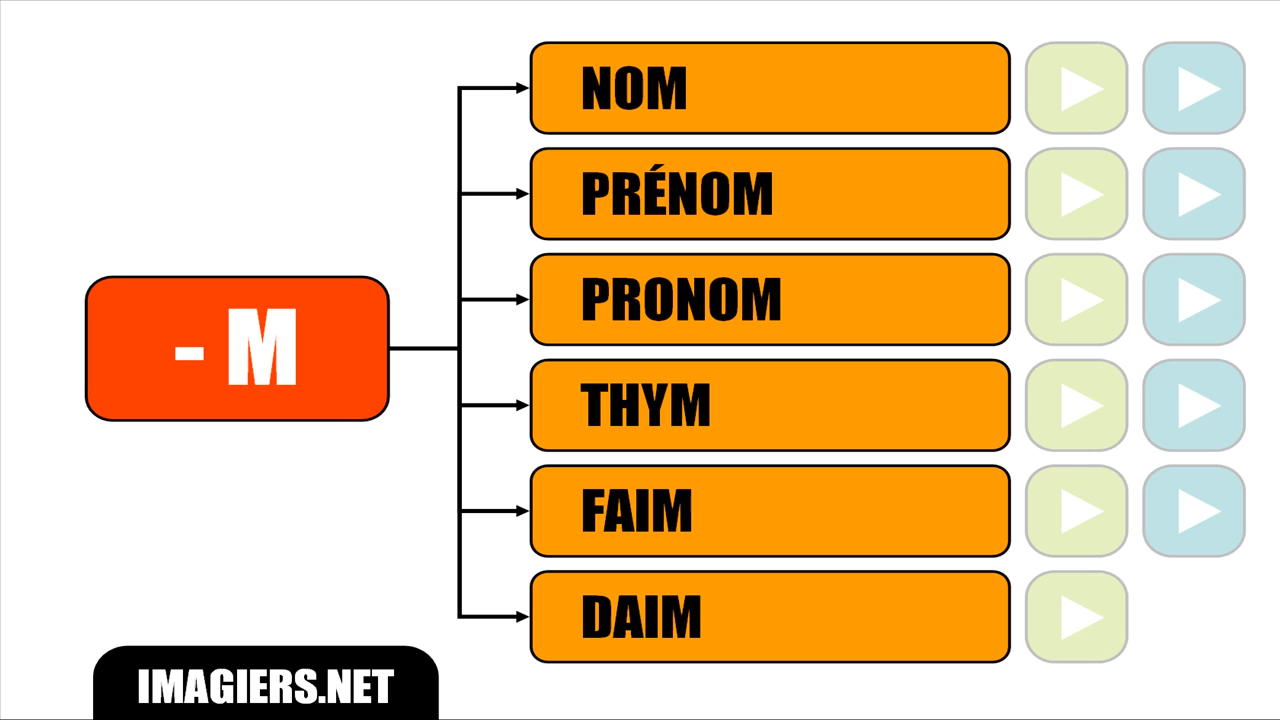 - M
NOM
PRÉNOM
PRONOM
THYM
FAIM
DAIM
IMAGIERS.NET